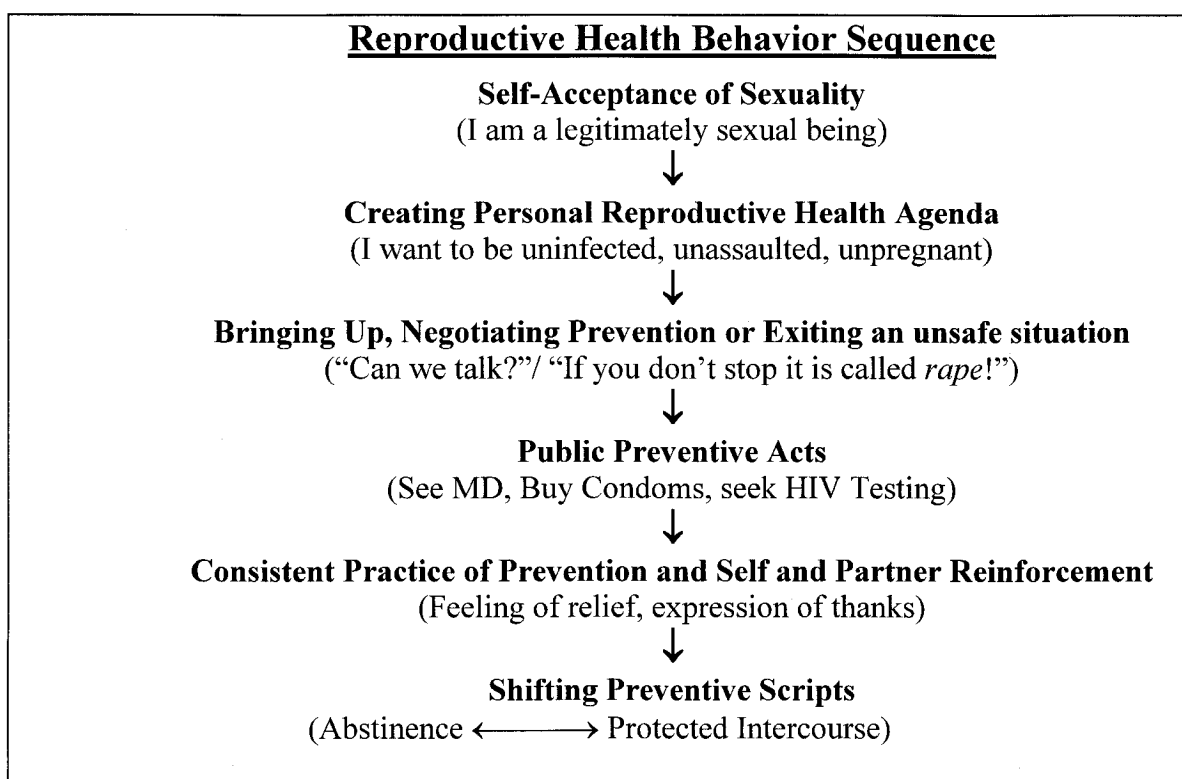 Reproductive Health Behavior Sequence
Self-Acceptance of Sexuality
(I am a legitimately sexual being)
↓
Creating Personal Reproductive Health Agenda
(I want to be uninfected, unassaulted, unpregnant)
↓
Bringing Up, Negotiating Prevention or Exiting an unsafe situation
(“Can we talk?”/ “If you don’t stop it is called rape!”)
↓
Public Preventive Acts
(See MD, Buy Condoms, seek HIV Testing)
↓
Consistent Practice of Prevention and Self and Partner Reinforcement
(Feeling of relief, expression of thanks)
↓
Shifting Preventive Scripts
(Abstinence ⟷ Protected Intercourse)